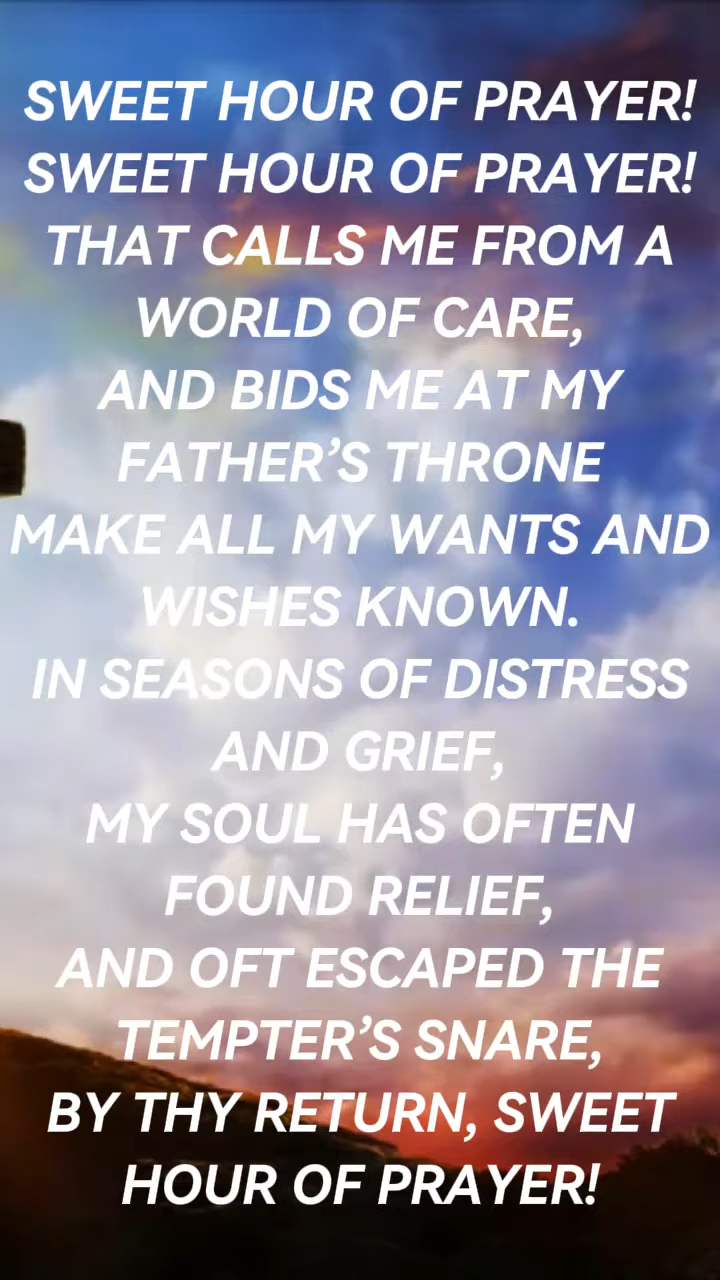 SWEET HOUR OF PRAYER!
SWEET HOUR OF PRAYER!
THAT CALLS ME FROM A
WORLD OF CARE,
AND BIDS ME AT MY
FATHER’S THRONE
MAKE ALL MY WANTS AND
WISHES KNOWN.
IN SEASONS OF DISTRESS
AND GRIEF,
MY SOUL HAS OFTEN
FOUND RELIEF,
AND OFT ESCAPED THE
TEMPTER’S SNARE,
BY THY RETURN, SWEET
HOUR OF PRAYER!